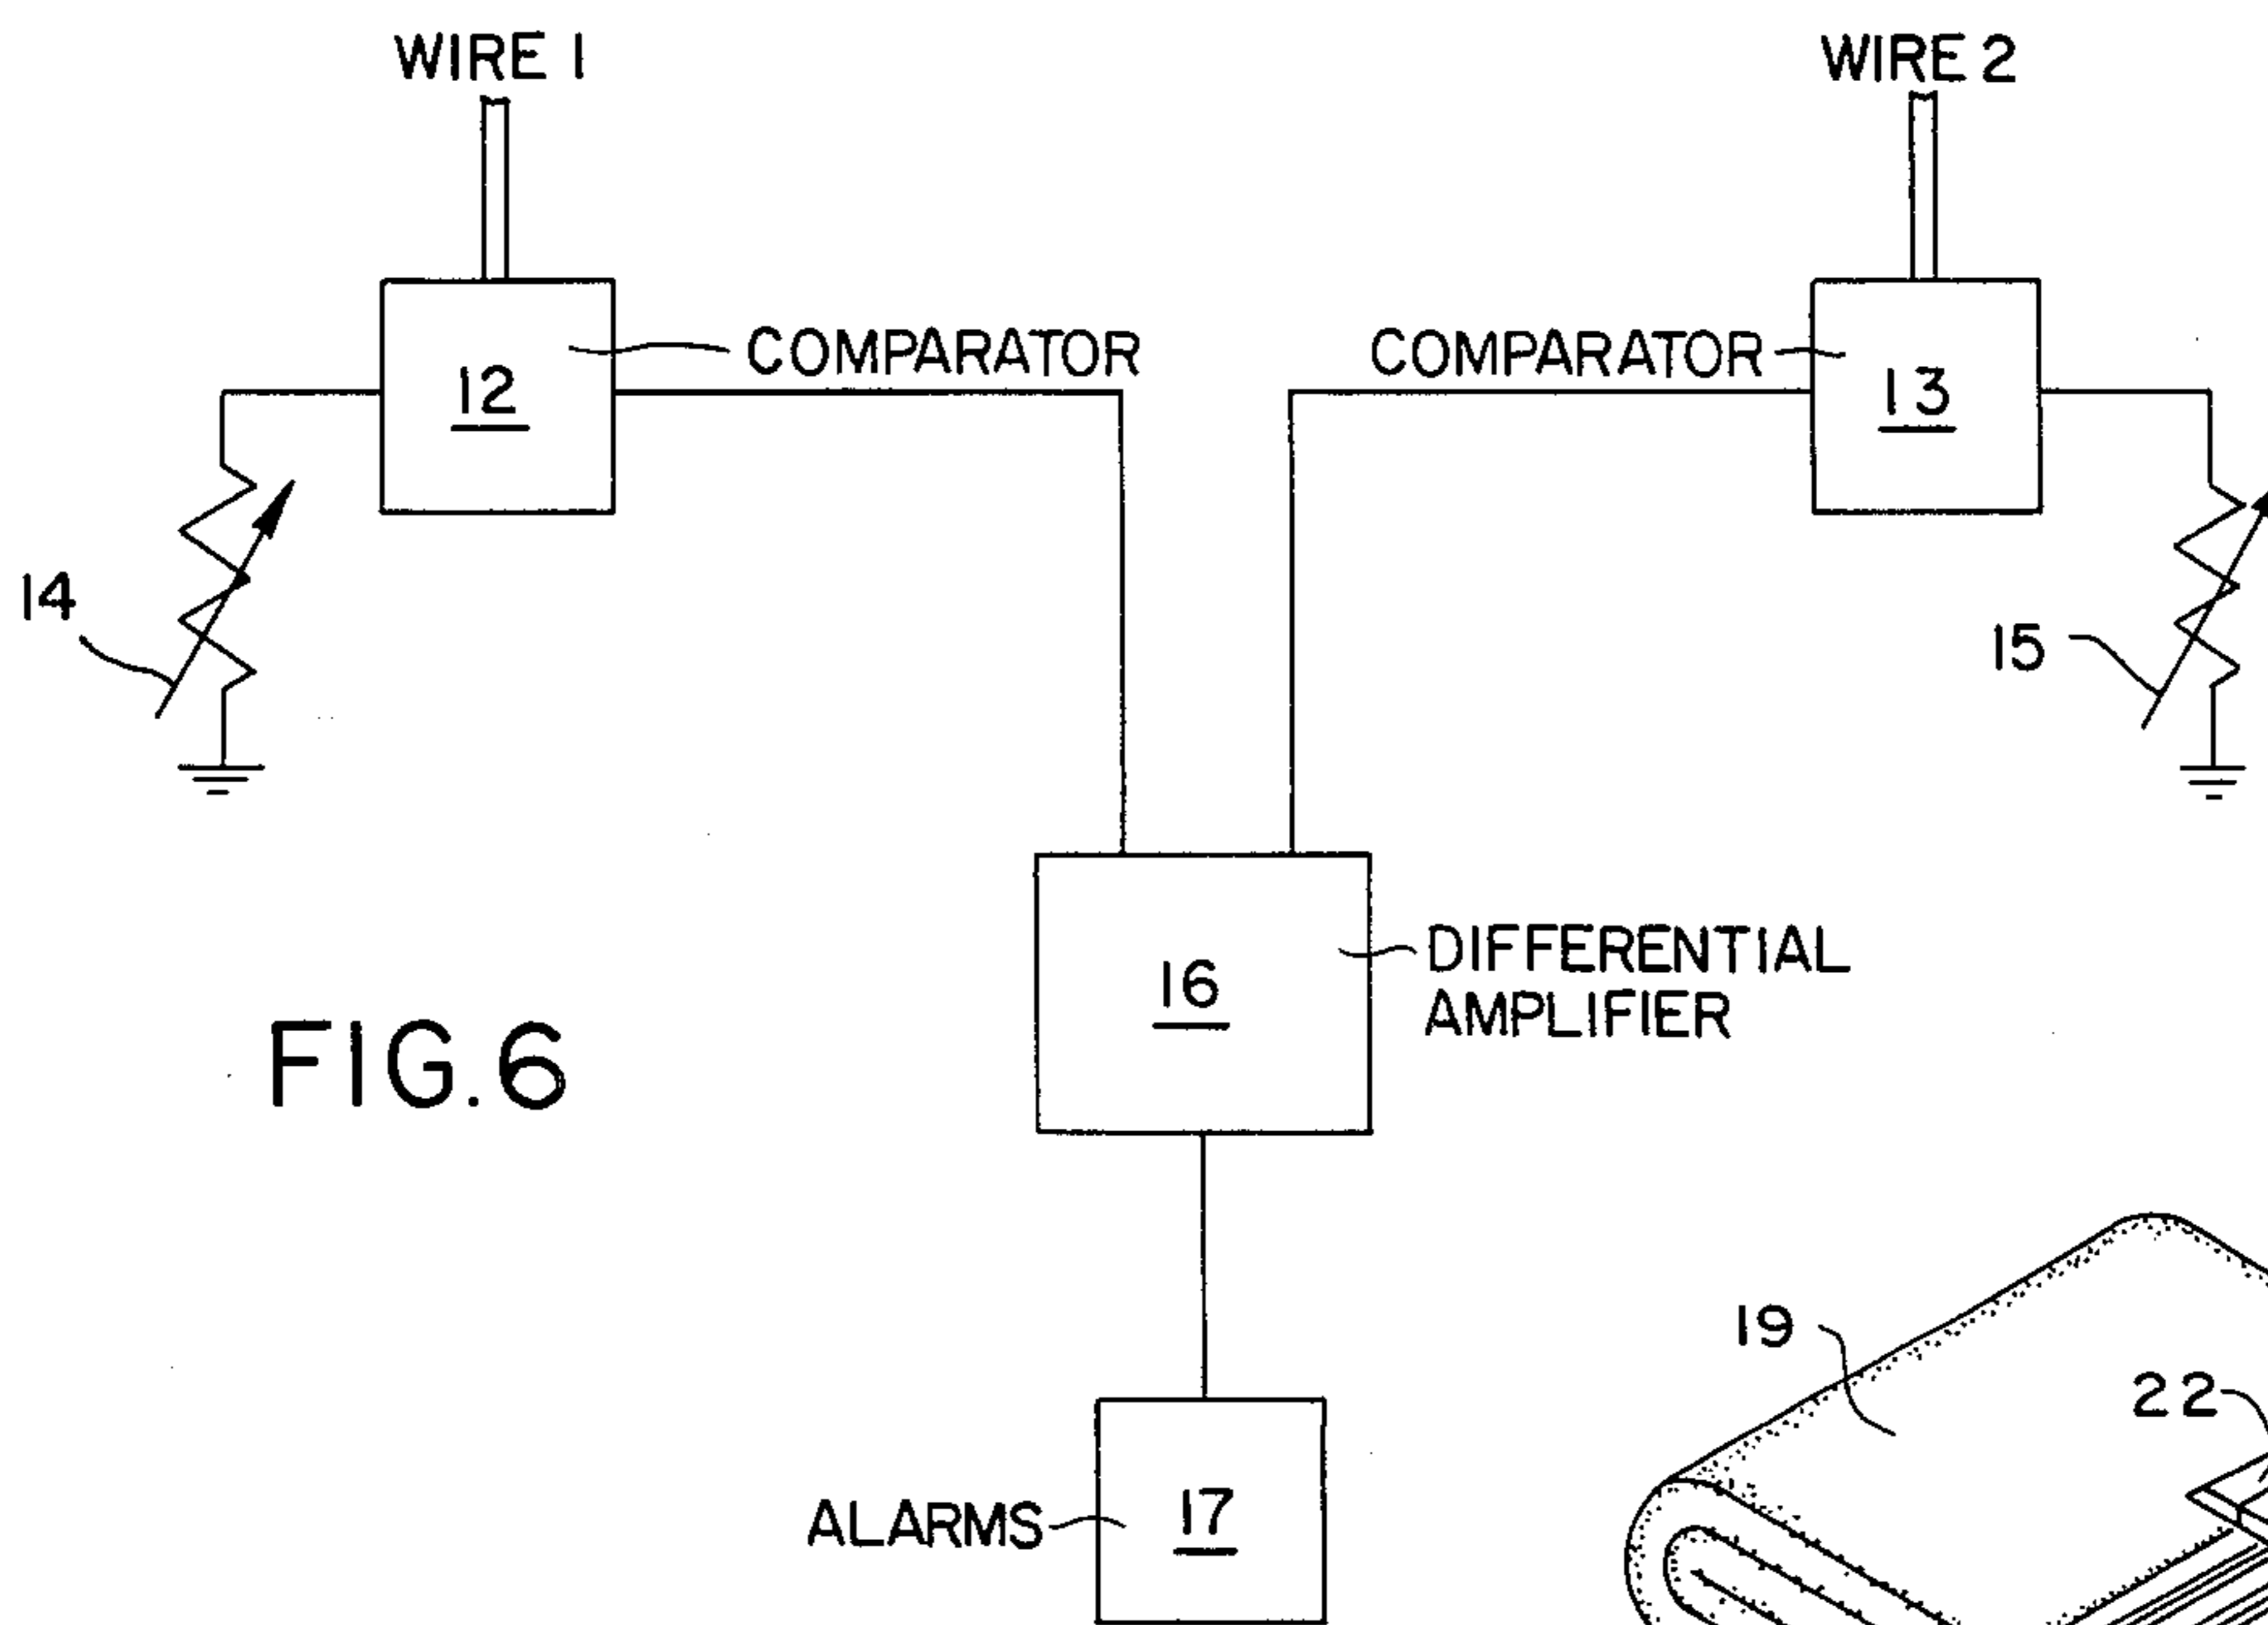 WIRE 1
WIRE 2
COMPARATOR
COMPARATOR
12
13
14
15
16
DIFFERENTIAL
AMPLIFIER
FIG.6
19
22
ALARMS
17